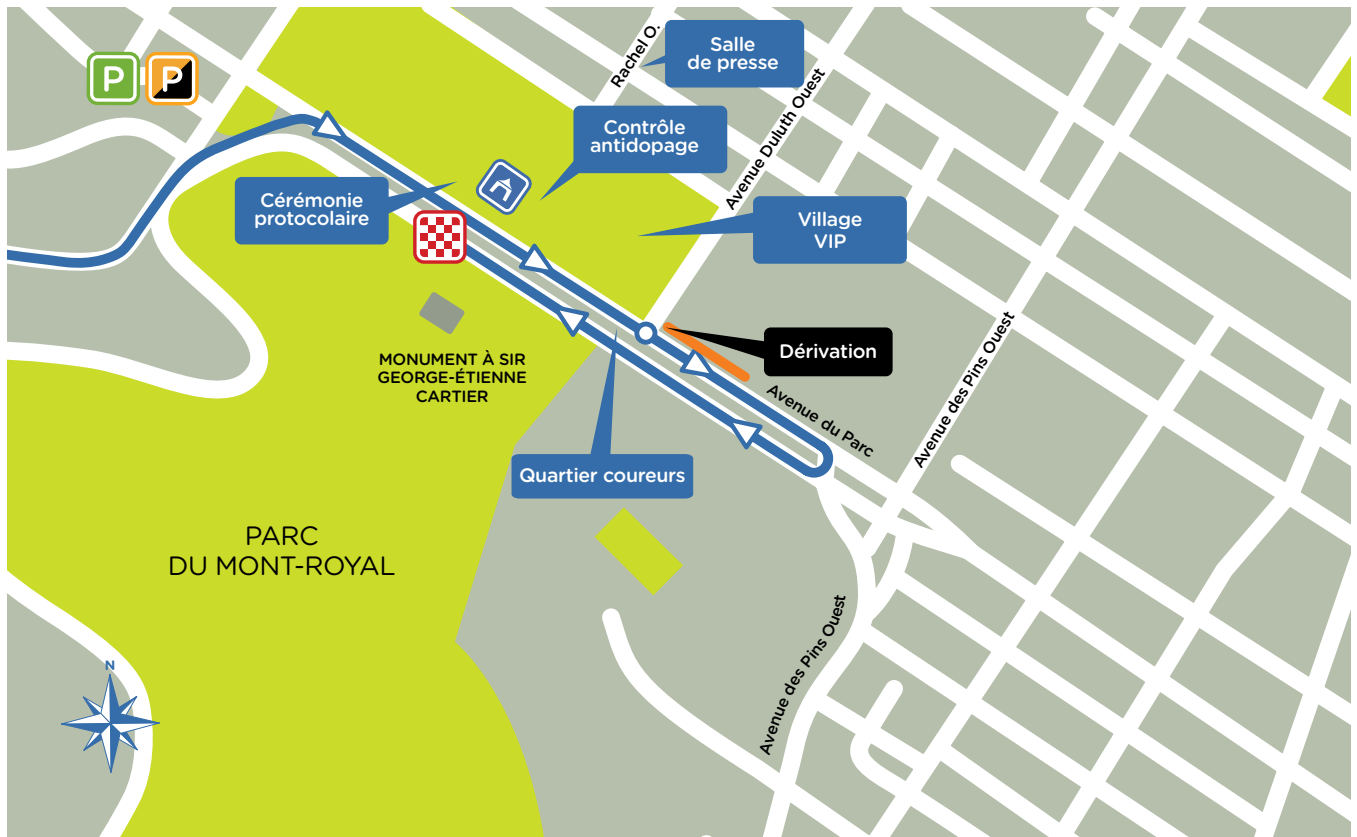 P
P
Rachel O.
Salle
de presse
Avenue Duluth Ouest
Contrôle
antidopage
Cérémonie
protocolaire
Village
VIP
MONUMENT À SIR
GEORGE-ÉTIENNE
CARTIER
Dérivation
Avenue du Parc
Avenue des Pins Ouest
Quartier coureurs
PARC
DU MONT-ROYAL
Avenue des Pins Ouest
N